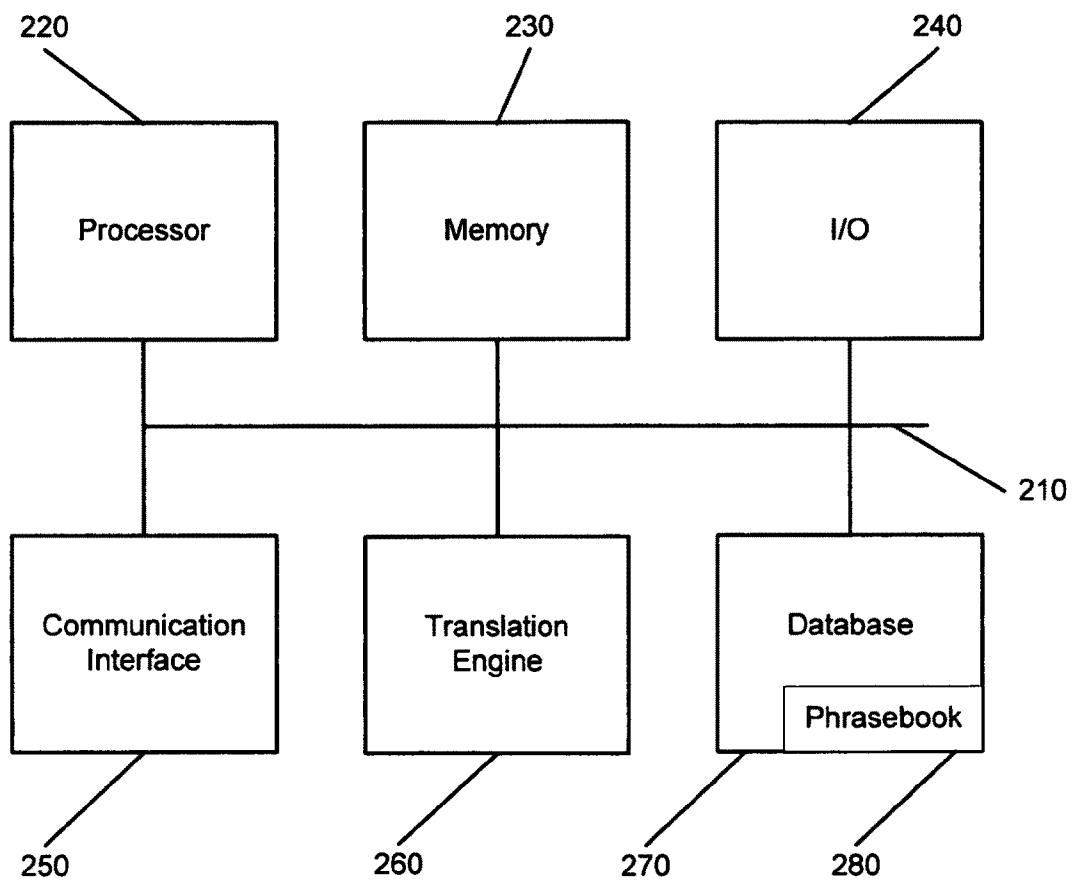 220
230
240
Processor
Memory
I/O
210
Communication
Interface
Translation
Engine
Database
Phrasebook
250
260
270
280